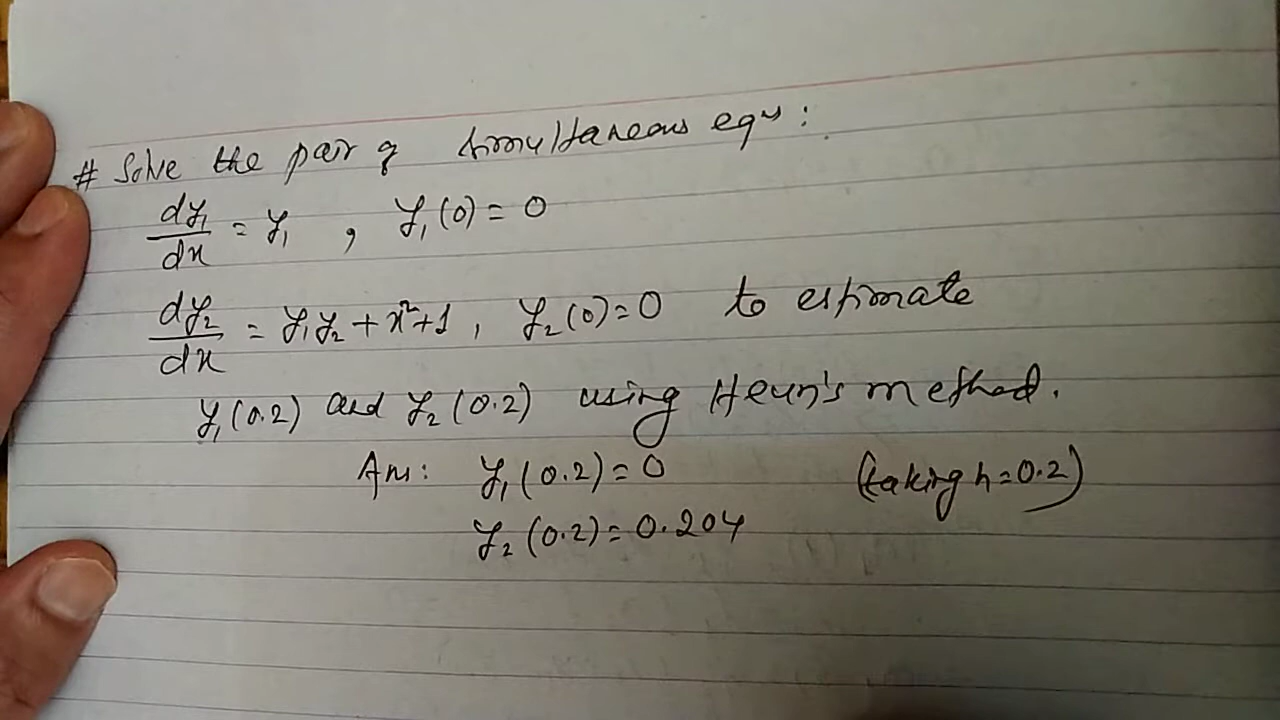 # Solve the pair of simultaneous eqns:
dy₁/dx = y₁ , y₁(0) = 0
dy₂/dx = y₁y₂ + x² + 1, y₂(0) = 0 to estimate
y₁(0.2) and y₂(0.2) using Heun's method.
Ans: y₁(0.2) = 0 (taking h=0.2)
y₂(0.2) = 0.204